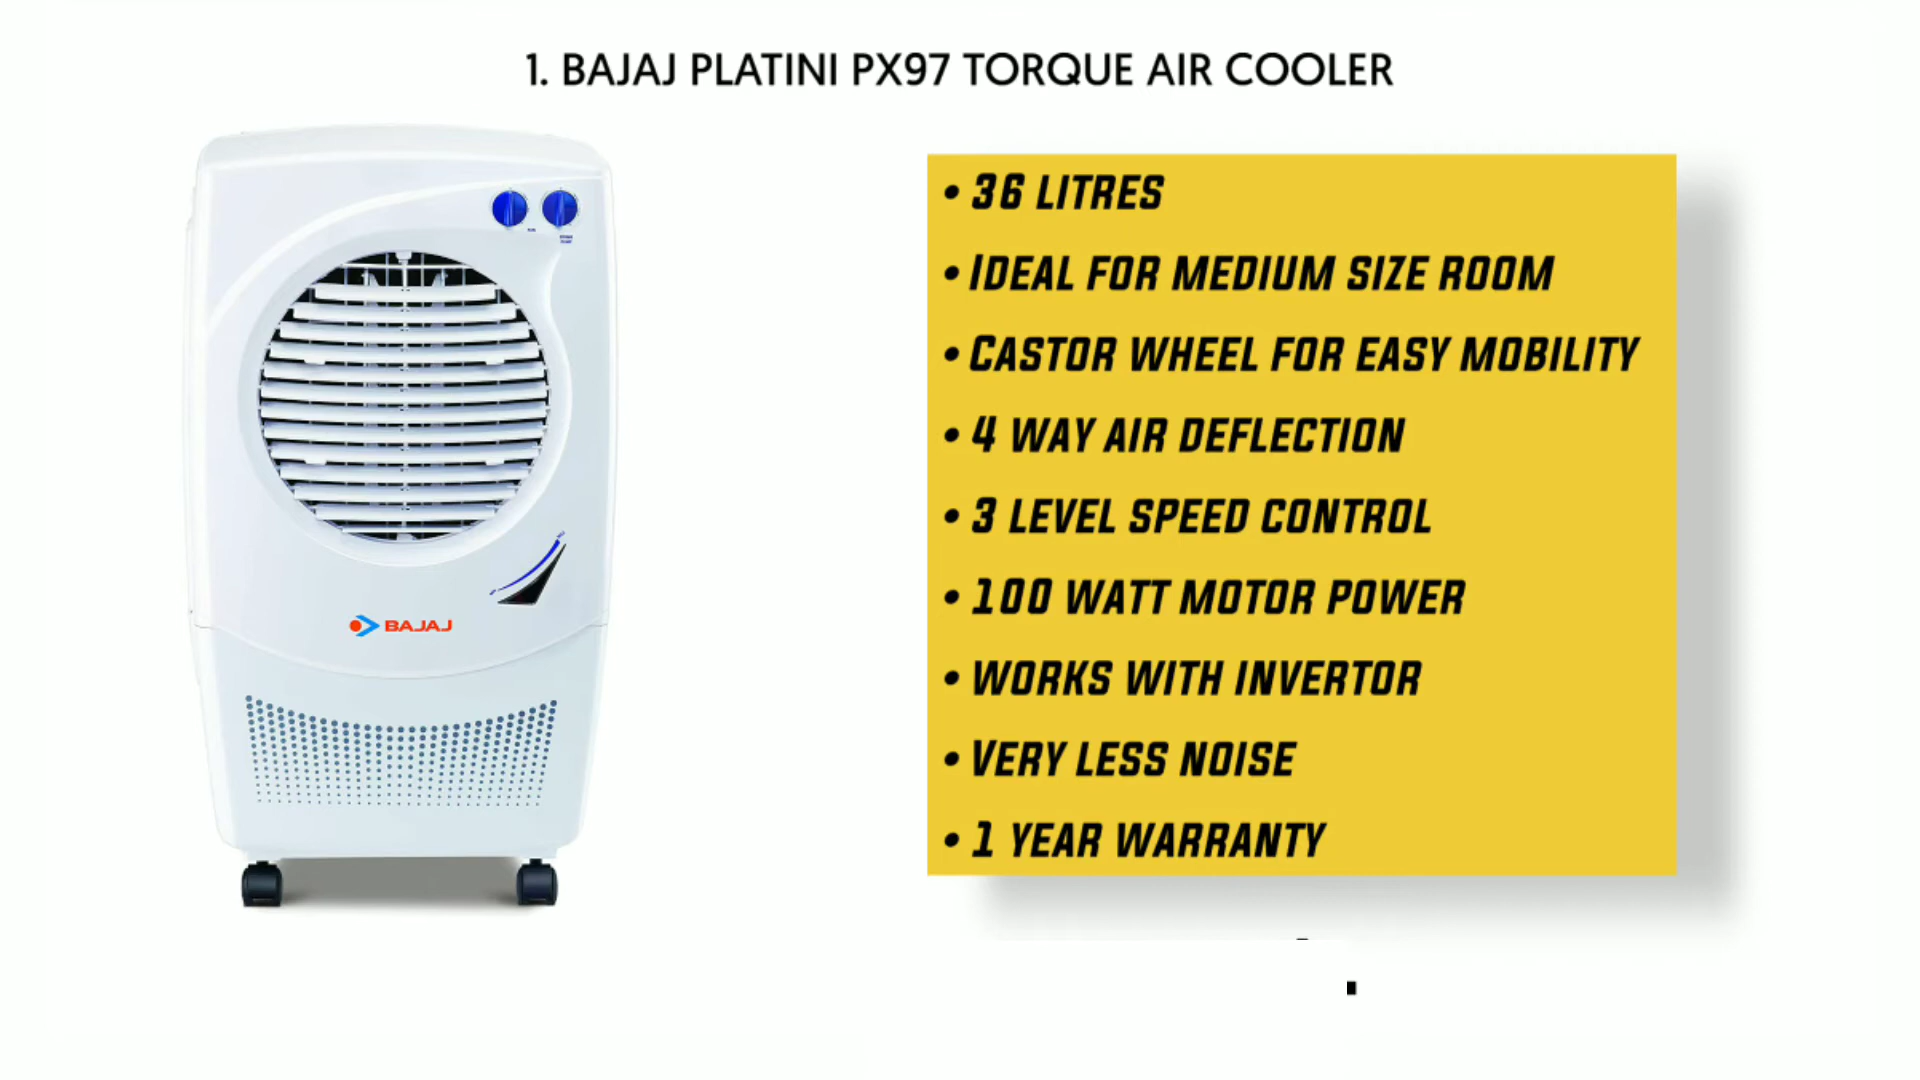 1. BAJAJ PLATINI PX97 TORQUE AIR COOLER
• 36 LITRES
• IDEAL FOR MEDIUM SIZE ROOM
• CASTOR WHEEL FOR EASY MOBILITY
• 4 WAY AIR DEFLECTION
• 3 LEVEL SPEED CONTROL
• 100 WATT MOTOR POWER
• WORKS WITH INVERTOR
• VERY LESS NOISE
• 1 YEAR WARRANTY
BAJAJ